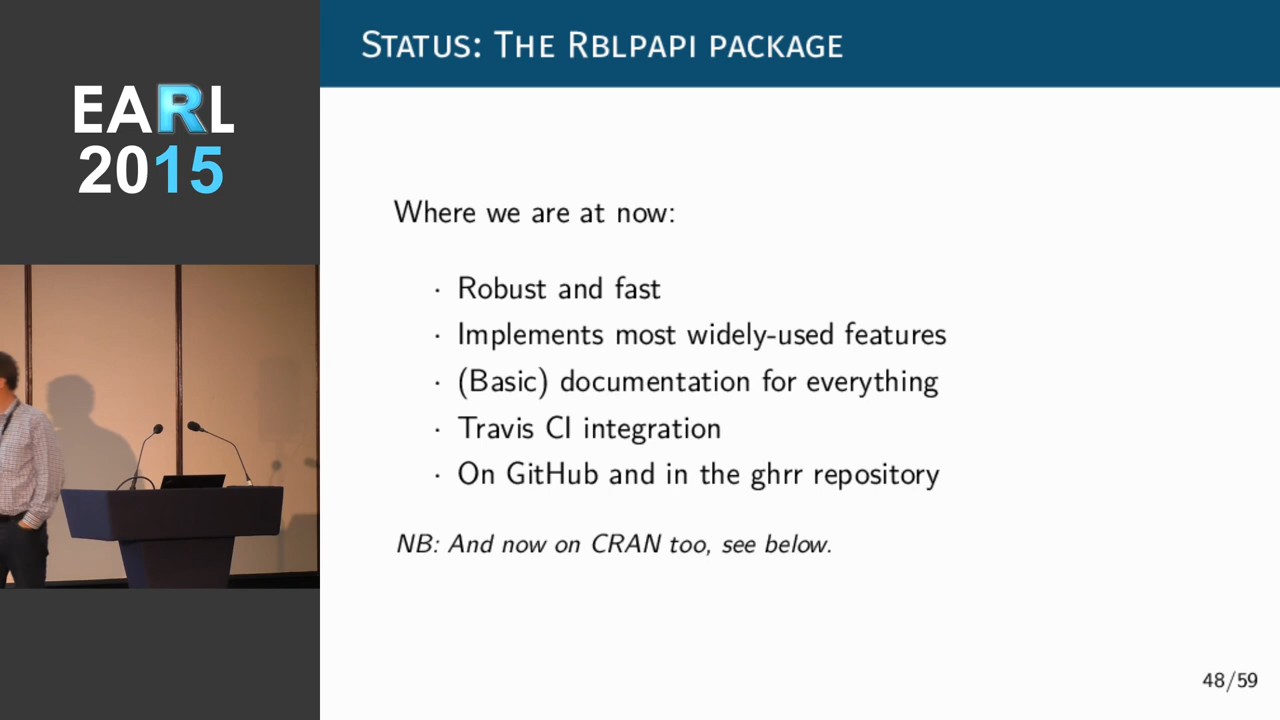 EARL
2015
STATUS: THE RBLPAPI PACKAGE
Where we are at now:
· Robust and fast
· Implements most widely-used features
· (Basic) documentation for everything
· Travis CI integration
· On GitHub and in the ghrr repository
NB: And now on CRAN too, see below.
48/59